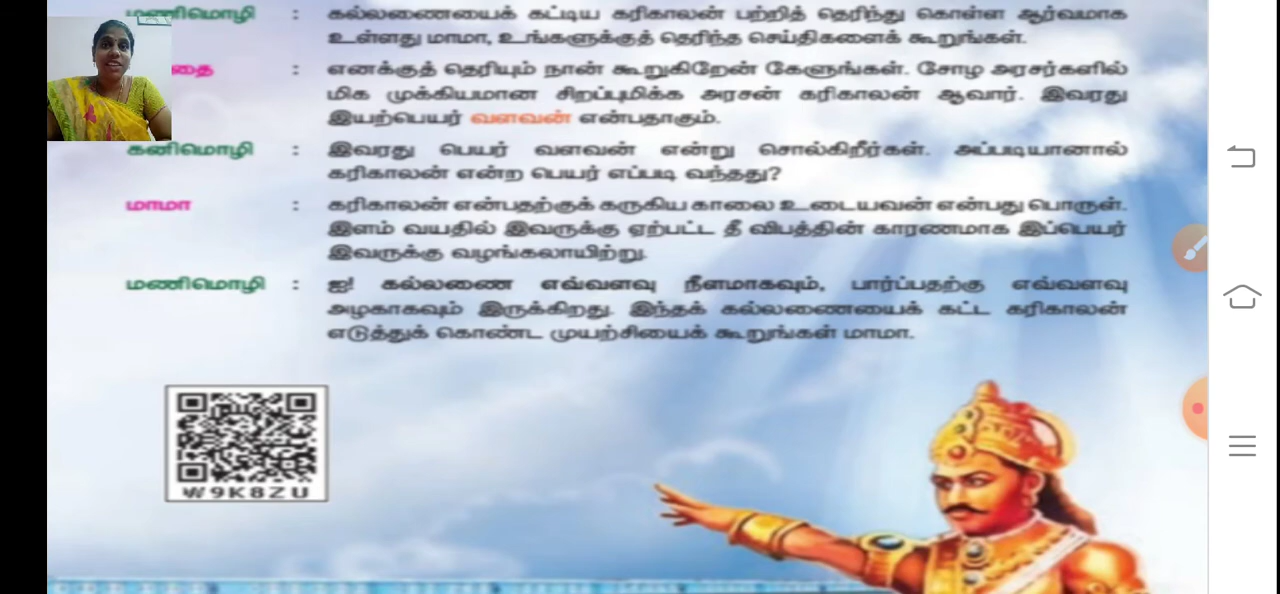 மணிமொழி : கல்லணையைக் கட்டிய கரிகாலன் பற்றித் தெரிந்து கொள்ள ஆர்வமாக
உள்ளது மாமா, உங்களுக்குத் தெரிந்த செய்திகளைக் கூறுங்கள்.
தை : எனக்குத் தெரியும் நான் கூறுகிறேன் கேளுங்கள். சோழ அரசர்களில்
மிக முக்கியமான சிறப்புமிக்க அரசன் கரிகாலன் ஆவார். இவரது
இயற்பெயர் வளவன் என்பதாகும்.
கனிமொழி : இவரது பெயர் வளவன் என்று சொல்கிறீர்கள். அப்படியானால்
கரிகாலன் என்ற பெயர் எப்படி வந்தது?
மாமா : கரிகாலன் என்பதற்குக் கருகிய காலை உடையவன் என்பது பொருள்.
இளம் வயதில் இவருக்கு ஏற்பட்ட தீ விபத்தின் காரணமாக இப்பெயர்
இவருக்கு வழங்கலாயிற்று.
மணிமொழி : ஐ! கல்லணை எவ்வளவு நீளமாகவும், பார்ப்பதற்கு எவ்வளவு
அழகாகவும் இருக்கிறது. இந்தக் கல்லணையைக் கட்ட கரிகாலன்
எடுத்துக் கொண்ட முயற்சியைக் கூறுங்கள் மாமா.
W9K8ZU